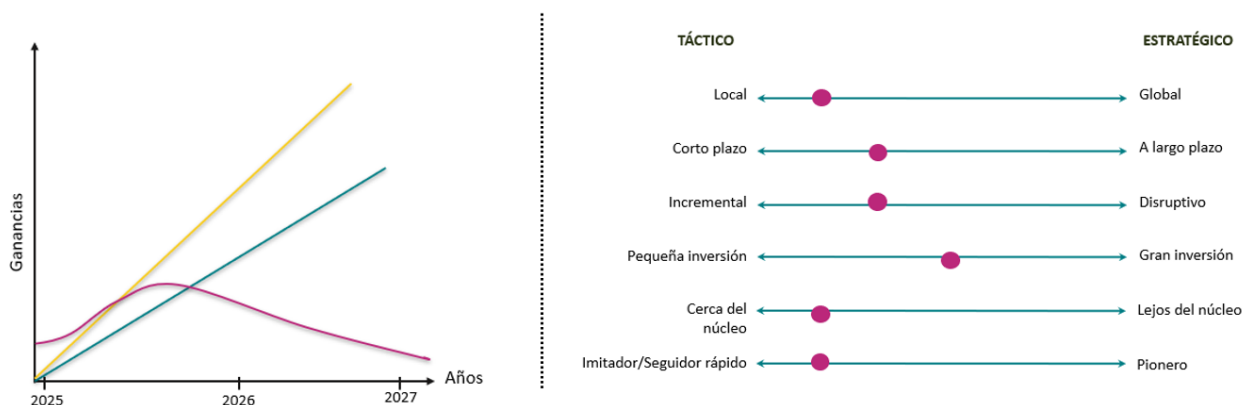 Ganancias
Años
2025
2026
2027
TÁCTICO
ESTRATÉGICO
Local
Global
Corto plazo
A largo plazo
Incremental
Disruptivo
Pequeña inversión
Gran inversión
Cerca del
núcleo
Lejos del núcleo
Imitador/Seguidor rápido
Pionero